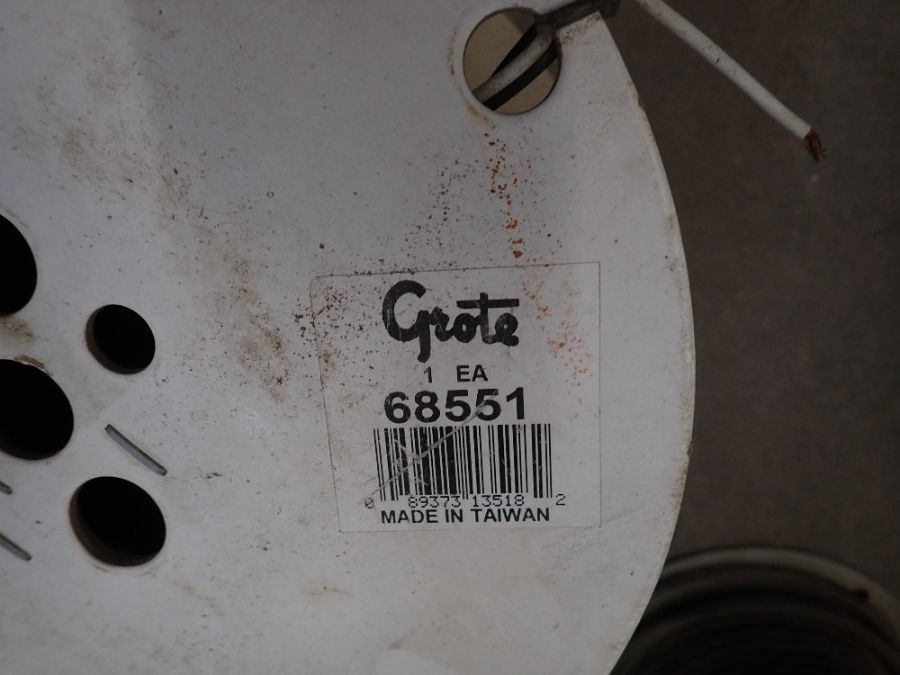 Grote
1 EA
68551
0 89373 13518 2
MADE IN TAIWAN